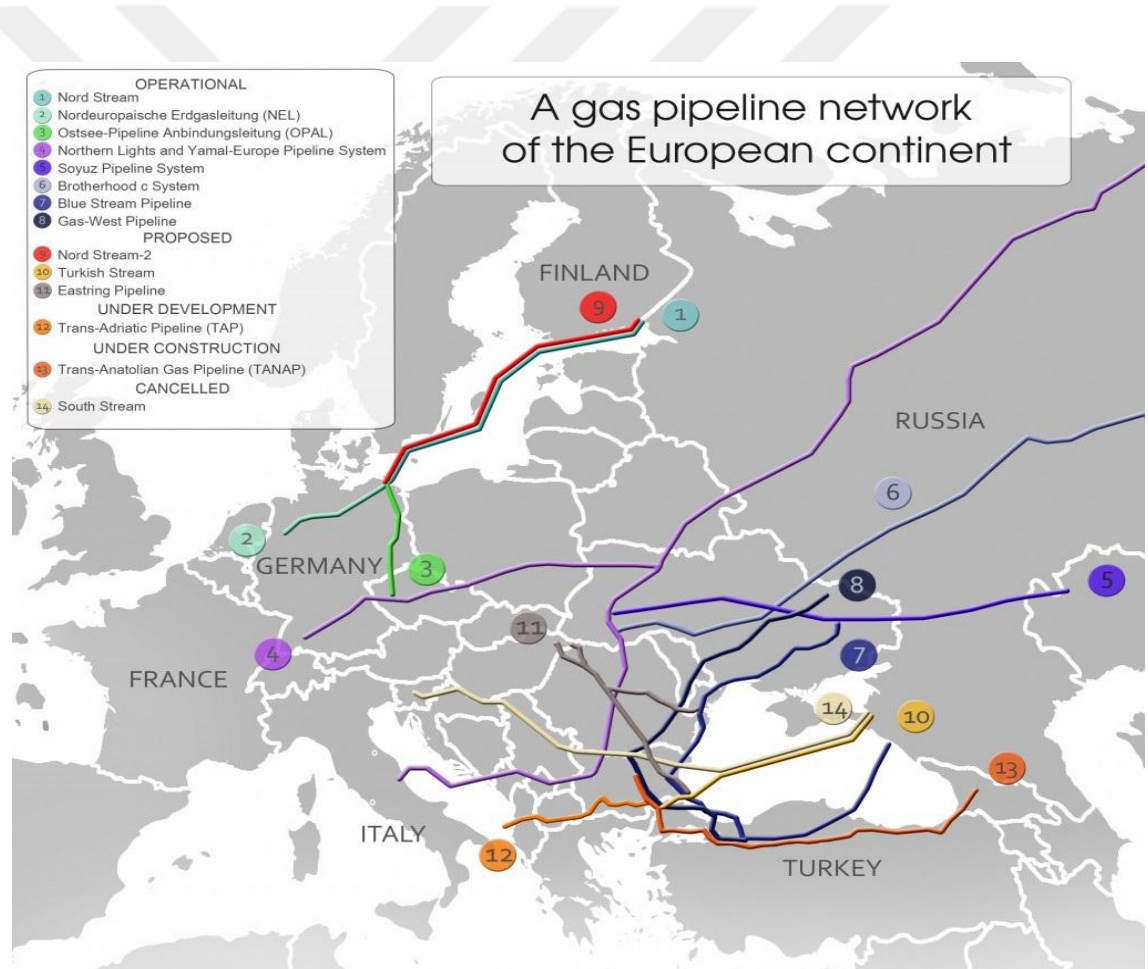 A gas pipeline network
of the European continent
OPERATIONAL
1 Nord Stream
2 Nordeuropaische Erdgasleitung (NEL)
3 Ostsee-Pipeline Anbindungsleitung (OPAL)
4 Northern Lights and Yamal-Europe Pipeline System
5 Soyuz Pipeline System
6 Brotherhood c System
7 Blue Stream Pipeline
8 Gas-West Pipeline
PROPOSED
9 Nord Stream-2
10 Turkish Stream
11 Eastring Pipeline
UNDER DEVELOPMENT
12 Trans-Adriatic Pipeline (TAP)
UNDER CONSTRUCTION
13 Trans-Anatolian Gas Pipeline (TANAP)
CANCELLED
14 South Stream
FINLAND
9
1
RUSSIA
6
2
GERMANY
3
8
5
11
4
7
FRANCE
14
10
13
ITALY
12
TURKEY